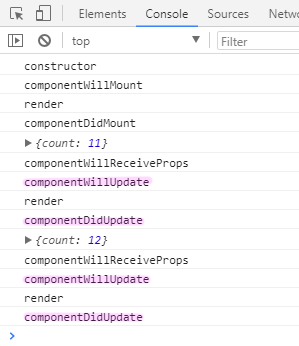 Elements Console Sources Network
top Filter
constructor
componentWillMount
render
componentDidMount
{count: 11}
componentWillReceiveProps
componentWillUpdate
render
componentDidUpdate
{count: 12}
componentWillReceiveProps
componentWillUpdate
render
componentDidUpdate